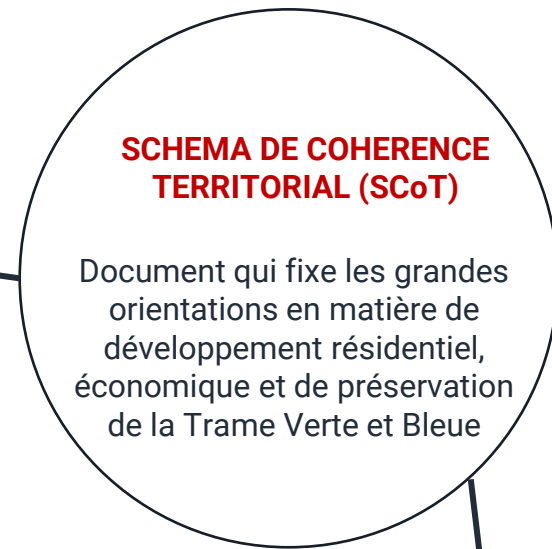 SCHEMA DE COHERENCE
TERRITORIAL (SCoT)
Document qui fixe les grandes
orientations en matière de
développement résidentiel,
économique et de préservation
de la Trame Verte et Bleue